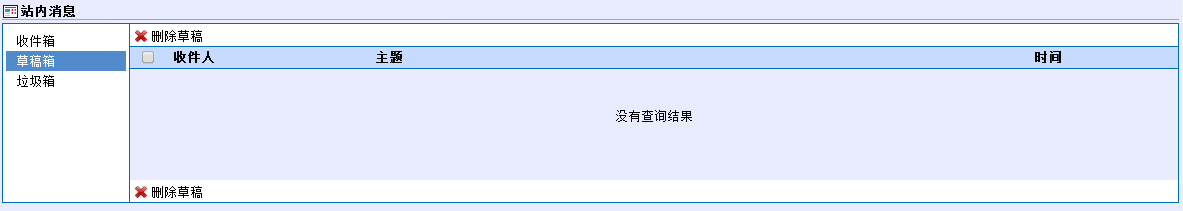 站内消息
收件箱
草稿箱
垃圾箱
删除草稿
收件人 主题 时间
没有查询结果
删除草稿